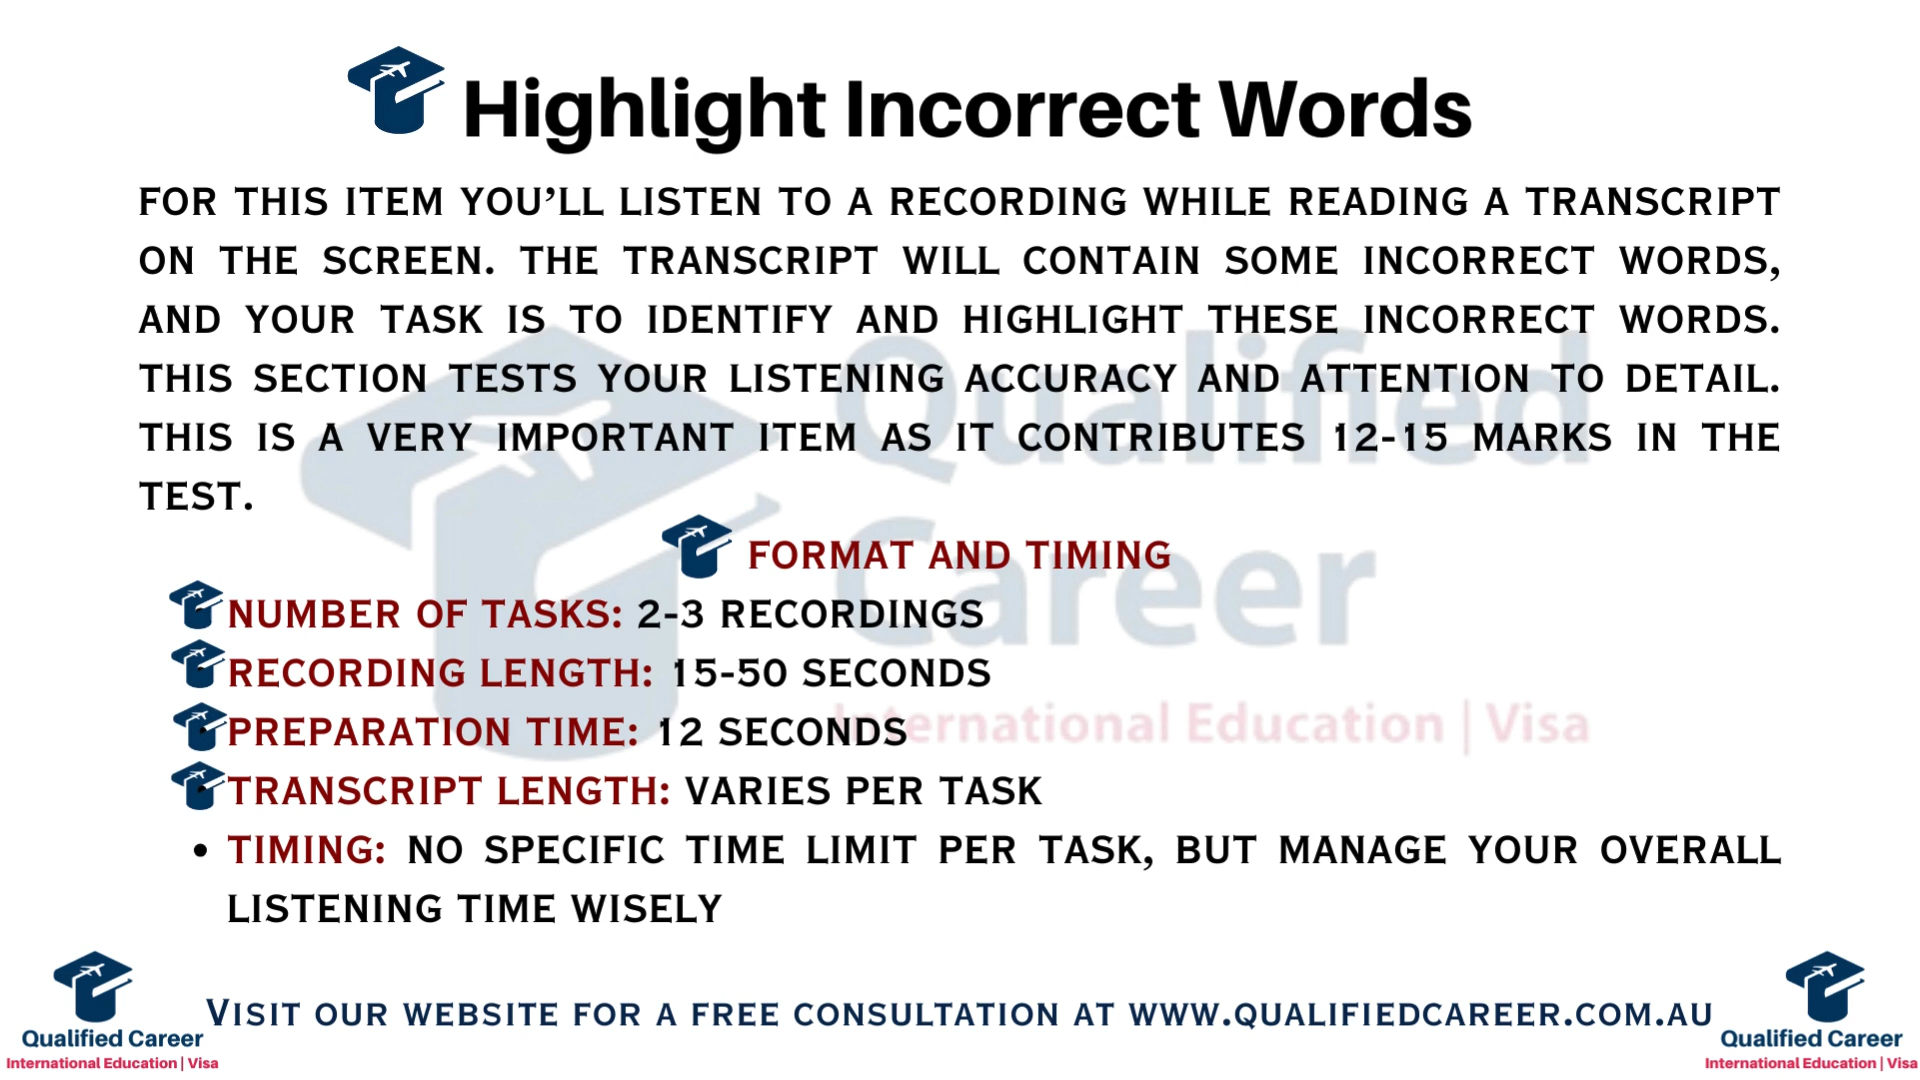 Highlight Incorrect Words
FOR THIS ITEM YOU'LL LISTEN TO A RECORDING WHILE READING A TRANSCRIPT
ON THE SCREEN. THE TRANSCRIPT WILL CONTAIN SOME INCORRECT WORDS,
AND YOUR TASK IS TO IDENTIFY AND HIGHLIGHT THESE INCORRECT WORDS.
THIS SECTION TESTS YOUR LISTENING ACCURACY AND ATTENTION TO DETAIL.
THIS IS A VERY IMPORTANT ITEM AS IT CONTRIBUTES 12-15 MARKS IN THE
TEST.
FORMAT AND TIMING
NUMBER OF TASKS: 2-3 RECORDINGS
RECORDING LENGTH: 15-50 SECONDS
PREPARATION TIME: 12 SECONDS
TRANSCRIPT LENGTH: VARIES PER TASK
• TIMING: NO SPECIFIC TIME LIMIT PER TASK, BUT MANAGE YOUR OVERALL
LISTENING TIME WISELY
Qualified
Career
International Education | Visa
VISIT OUR WEBSITE FOR A FREE CONSULTATION AT WWW.QUALIFIEDCAREER.COM.AU
Qualified Career
International Education | Visa
Qualified Career
International Education | Visa